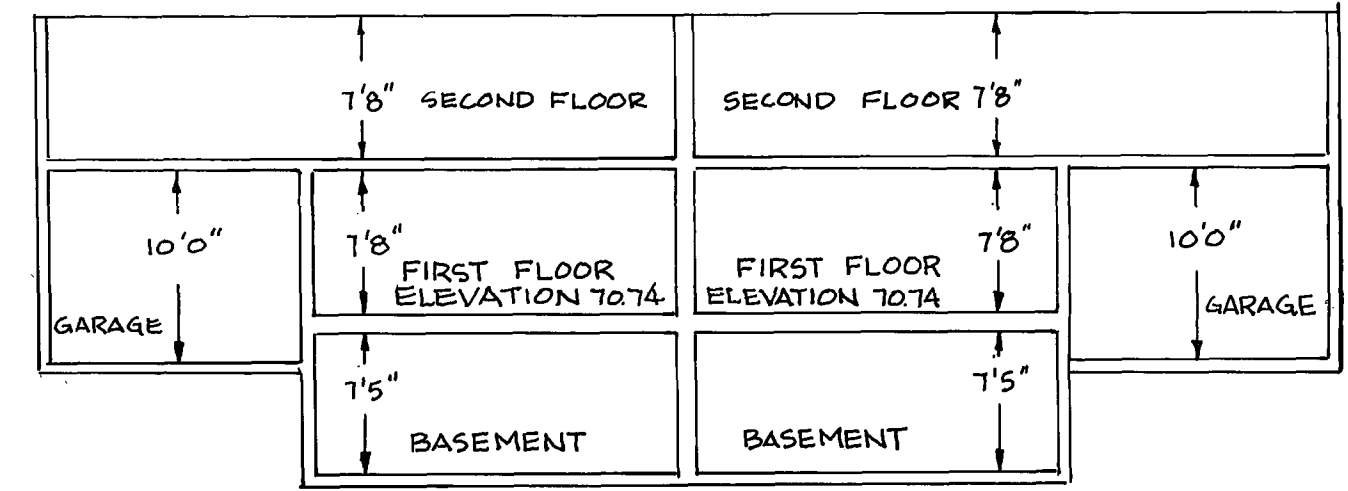 7'8" SECOND FLOOR
SECOND FLOOR 7'8"
10'0"
7'8"
FIRST FLOOR
ELEVATION 70.74
GARAGE
7'8"
FIRST FLOOR
ELEVATION 70.74
10'0"
GARAGE
7'5"
BASEMENT
7'5"
BASEMENT